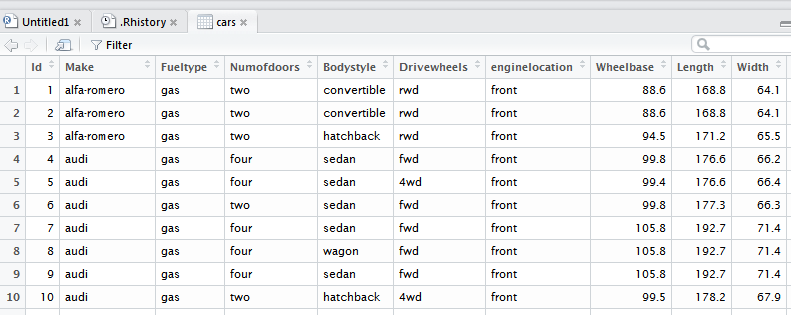 Untitled1 .Rhistory cars
Filter
Id Make Fueltype Numofdoors Bodystyle Drivewheels enginelocation Wheelbase Length Width
1 1 alfa-romero gas two convertible rwd front 88.6 168.8 64.1
2 2 alfa-romero gas two convertible rwd front 88.6 168.8 64.1
3 3 alfa-romero gas two hatchback rwd front 94.5 171.2 65.5
4 4 audi gas four sedan fwd front 99.8 176.6 66.2
5 5 audi gas four sedan 4wd front 99.4 176.6 66.4
6 6 audi gas two sedan fwd front 99.8 177.3 66.3
7 7 audi gas four sedan fwd front 105.8 192.7 71.4
8 8 audi gas four wagon fwd front 105.8 192.7 71.4
9 9 audi gas four sedan fwd front 105.8 192.7 71.4
10 10 audi gas two hatchback 4wd front 99.5 178.2 67.9